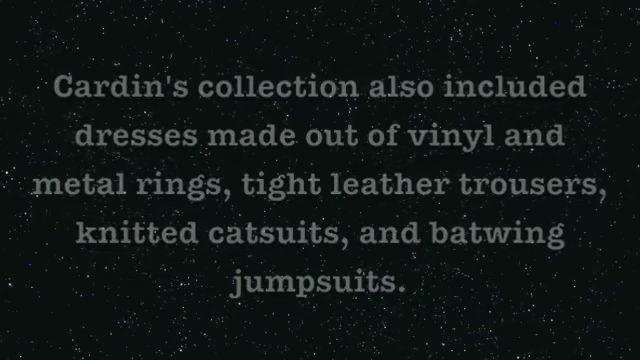 Cardin's collection also included
dresses made out of vinyl and
metal rings, tight leather trousers,
knitted catsuits, and batwing
jumpsuits.